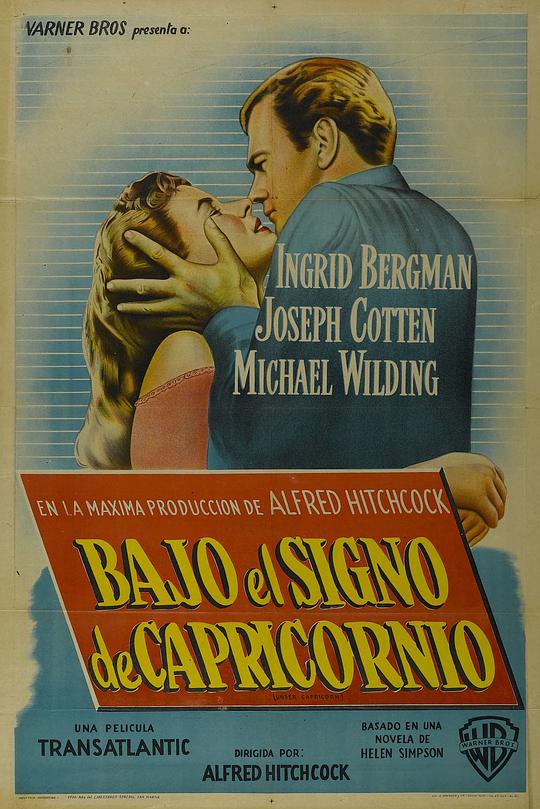 WARNER BROS presenta a:
INGRID BERGMAN
JOSEPH COTTEN
MICHAEL WILDING
EN LA MAXIMA PRODUCCION DE ALFRED HITCHCOCK
BAJO el SIGNO
de CAPRICORNIO
(UNDER CAPRICORN)
UNA PELICULA
TRANSATLANTIC
DIRIGIDA POR:
ALFRED HITCHCOCK
BASADO EN UNA
NOVELA DE
HELEN SIMPSON
WB
WARNER BROS